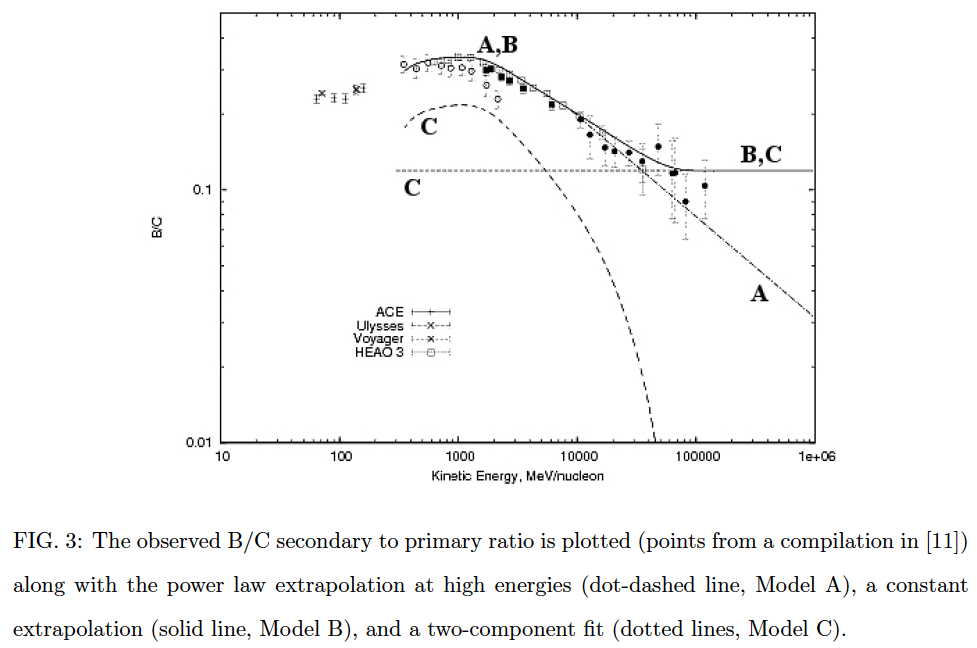 A,B
C
B,C
C
0.1
B/C
A
ACE
Ulysses
Voyager
HEAO 3
0.01
10 100 1000 10000 100000 1e+06
Kinetic Energy, MeV/nucleon
FIG. 3: The observed B/C secondary to primary ratio is plotted (points from a compilation in [11])
along with the power law extrapolation at high energies (dot-dashed line, Model A), a constant
extrapolation (solid line, Model B), and a two-component fit (dotted lines, Model C).